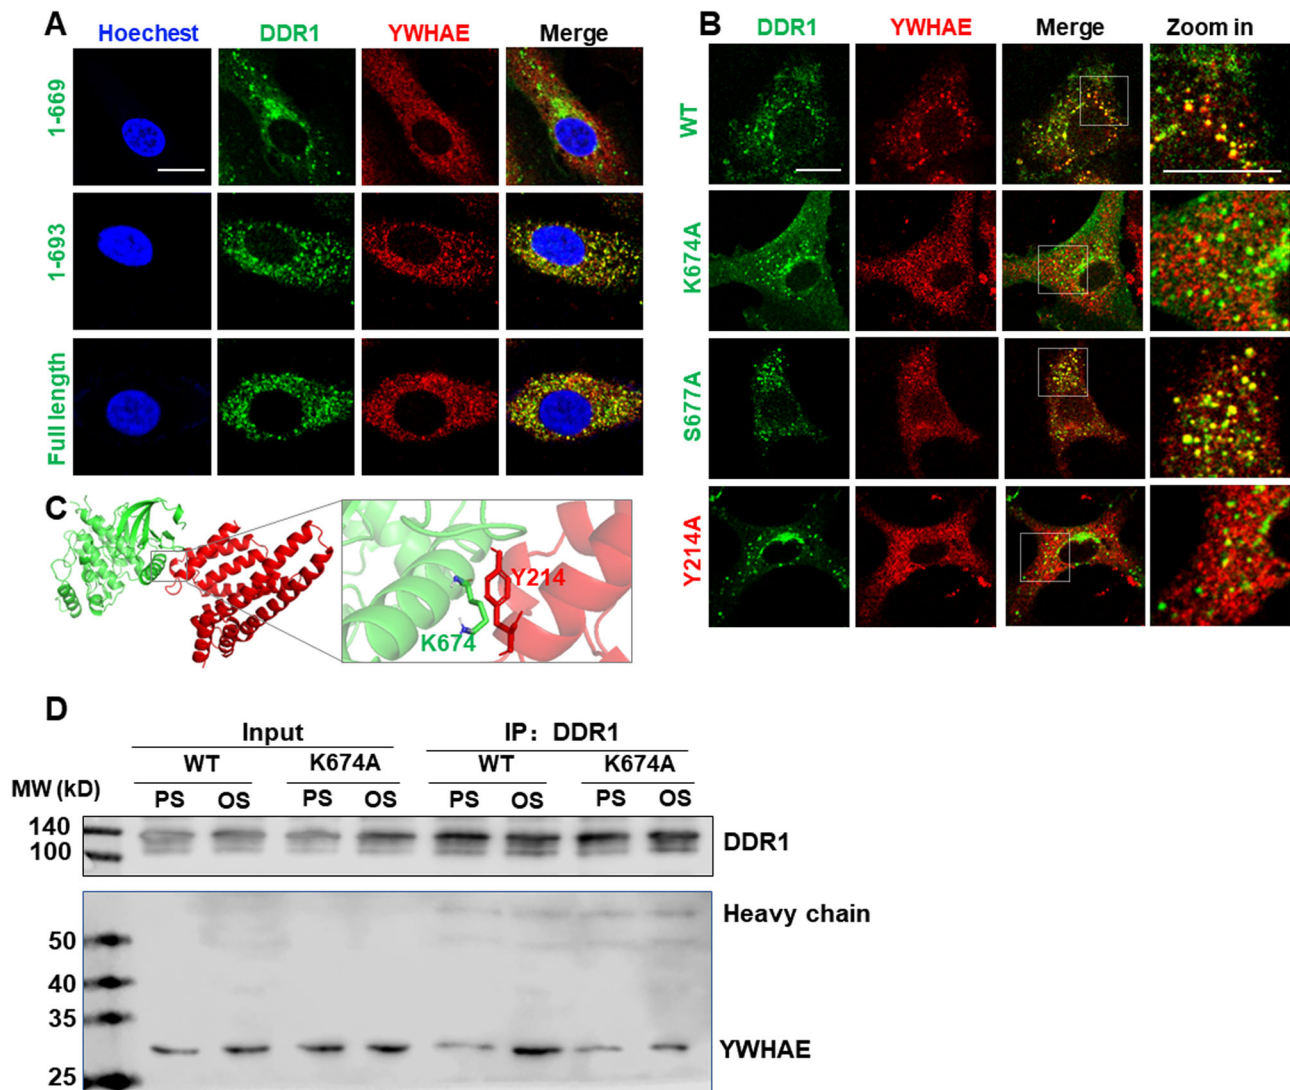 A
Hoechest DDR1 YWHAE Merge
1-669
1-693
Full length
B
DDR1 YWHAE Merge Zoom in
WT
K674A
S677A
Y214A
C
Y214
K674
D
Input IP: DDR1
WT K674A WT K674A
MW (kD) PS OS PS OS PS OS PS OS
140
100
DDR1
Heavy chain
50
40
35
YWHAE
25